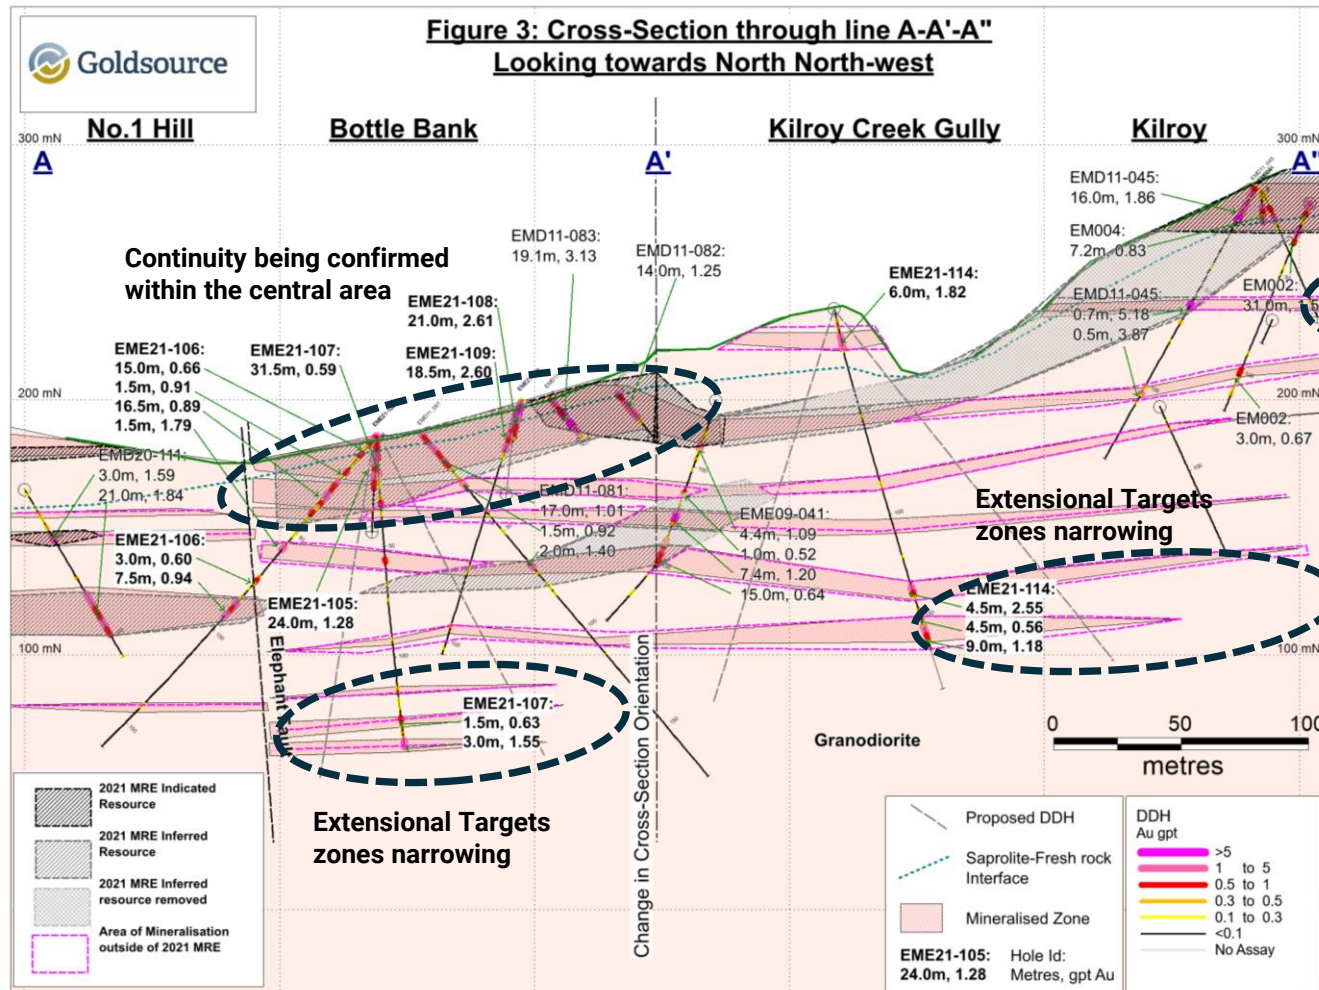 Figure 3: Cross-Section through line A-A'-A"
Looking towards North North-west
Goldsource
No.1 Hill
Bottle Bank
Kilroy Creek Gully
Kilroy
300 mN
300 mN
A
A'
A"
EMD11-045:
16.0m, 1.86
EM004:
7.2m, 0.83
EMD11-083:
19.1m, 3.13
EMD11-082:
14.0m, 1.25
Continuity being confirmed
within the central area
EME21-114:
6.0m, 1.82
EME21-108:
21.0m, 2.61
EMD11-045:
0.7m, 5.18
0.5m, 3.87
EM002:
EME21-106:
15.0m, 0.66
1.5m, 0.91
16.5m, 0.89
1.5m, 1.79
EME21-107:
31.5m, 0.59
EME21-109:
18.5m, 2.60
200 mN
200 mN
EM002:
3.0m, 0.67
EMD20-111:
3.0m, 1.59
21.0m, 1.84
EMD11-081:
17.0m, 1.01
1.5m, 0.92
2.0m, 1.40
EME09-041:
4.4m, 1.09
1.0m, 0.52
7.4m, 1.20
15.0m, 0.64
Extensional Targets
zones narrowing
EME21-106:
3.0m, 0.60
7.5m, 0.94
EME21-105:
24.0m, 1.28
EME21-114:
4.5m, 2.55
4.5m, 0.56
9.0m, 1.18
100 mN
100 mN
Elephant Fault
Change in Cross-Section Orientation
EME21-107:
1.5m, 0.63
3.0m, 1.55
Granodiorite
0 50 100
metres
Extensional Targets
zones narrowing
2021 MRE Indicated
Resource
2021 MRE Inferred
Resource
2021 MRE Inferred
resource removed
Area of Mineralisation
outside of 2021 MRE
Proposed DDH
Saprolite-Fresh rock
Interface
Mineralised Zone
EME21-105: Hole Id:
24.0m, 1.28 Metres, gpt Au
DDH
Au gpt
>5
1 to 5
0.5 to 1
0.3 to 0.5
0.1 to 0.3
<0.1
No Assay